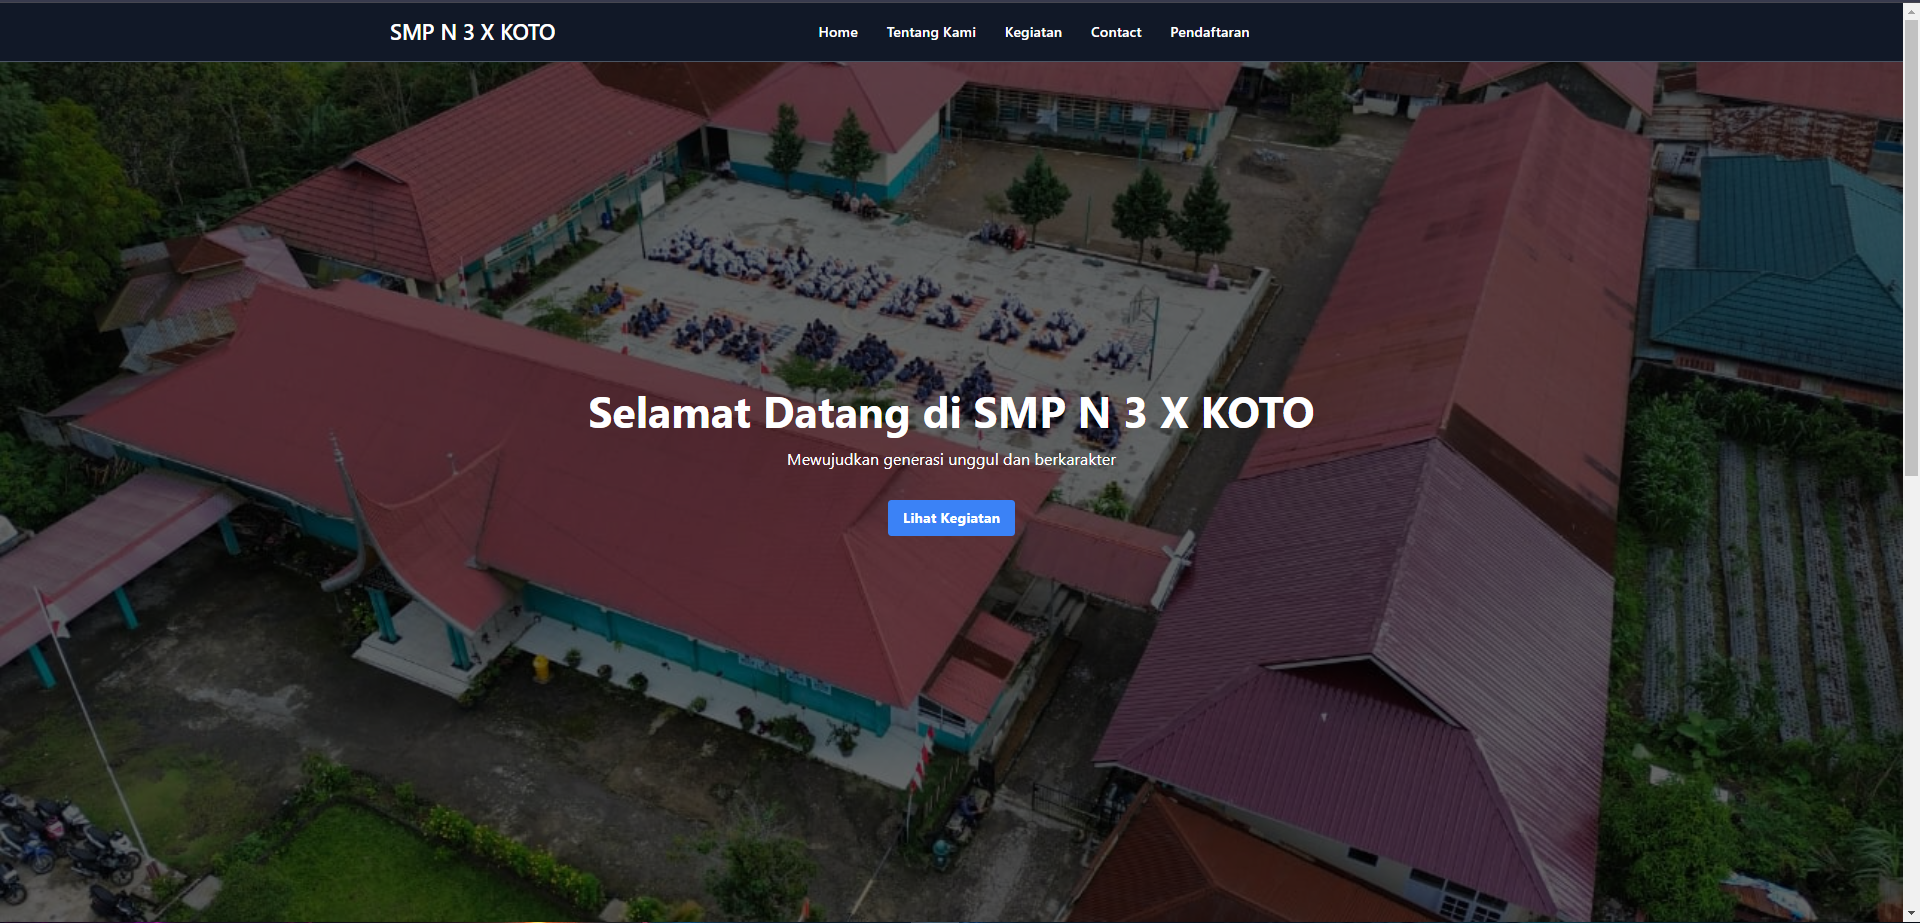 SMP N 3 X KOTO
Home
Tentang Kami
Kegiatan
Contact
Pendaftaran
Selamat Datang di SMP N 3 X KOTO
Mewujudkan generasi unggul dan berkarakter
Lihat Kegiatan